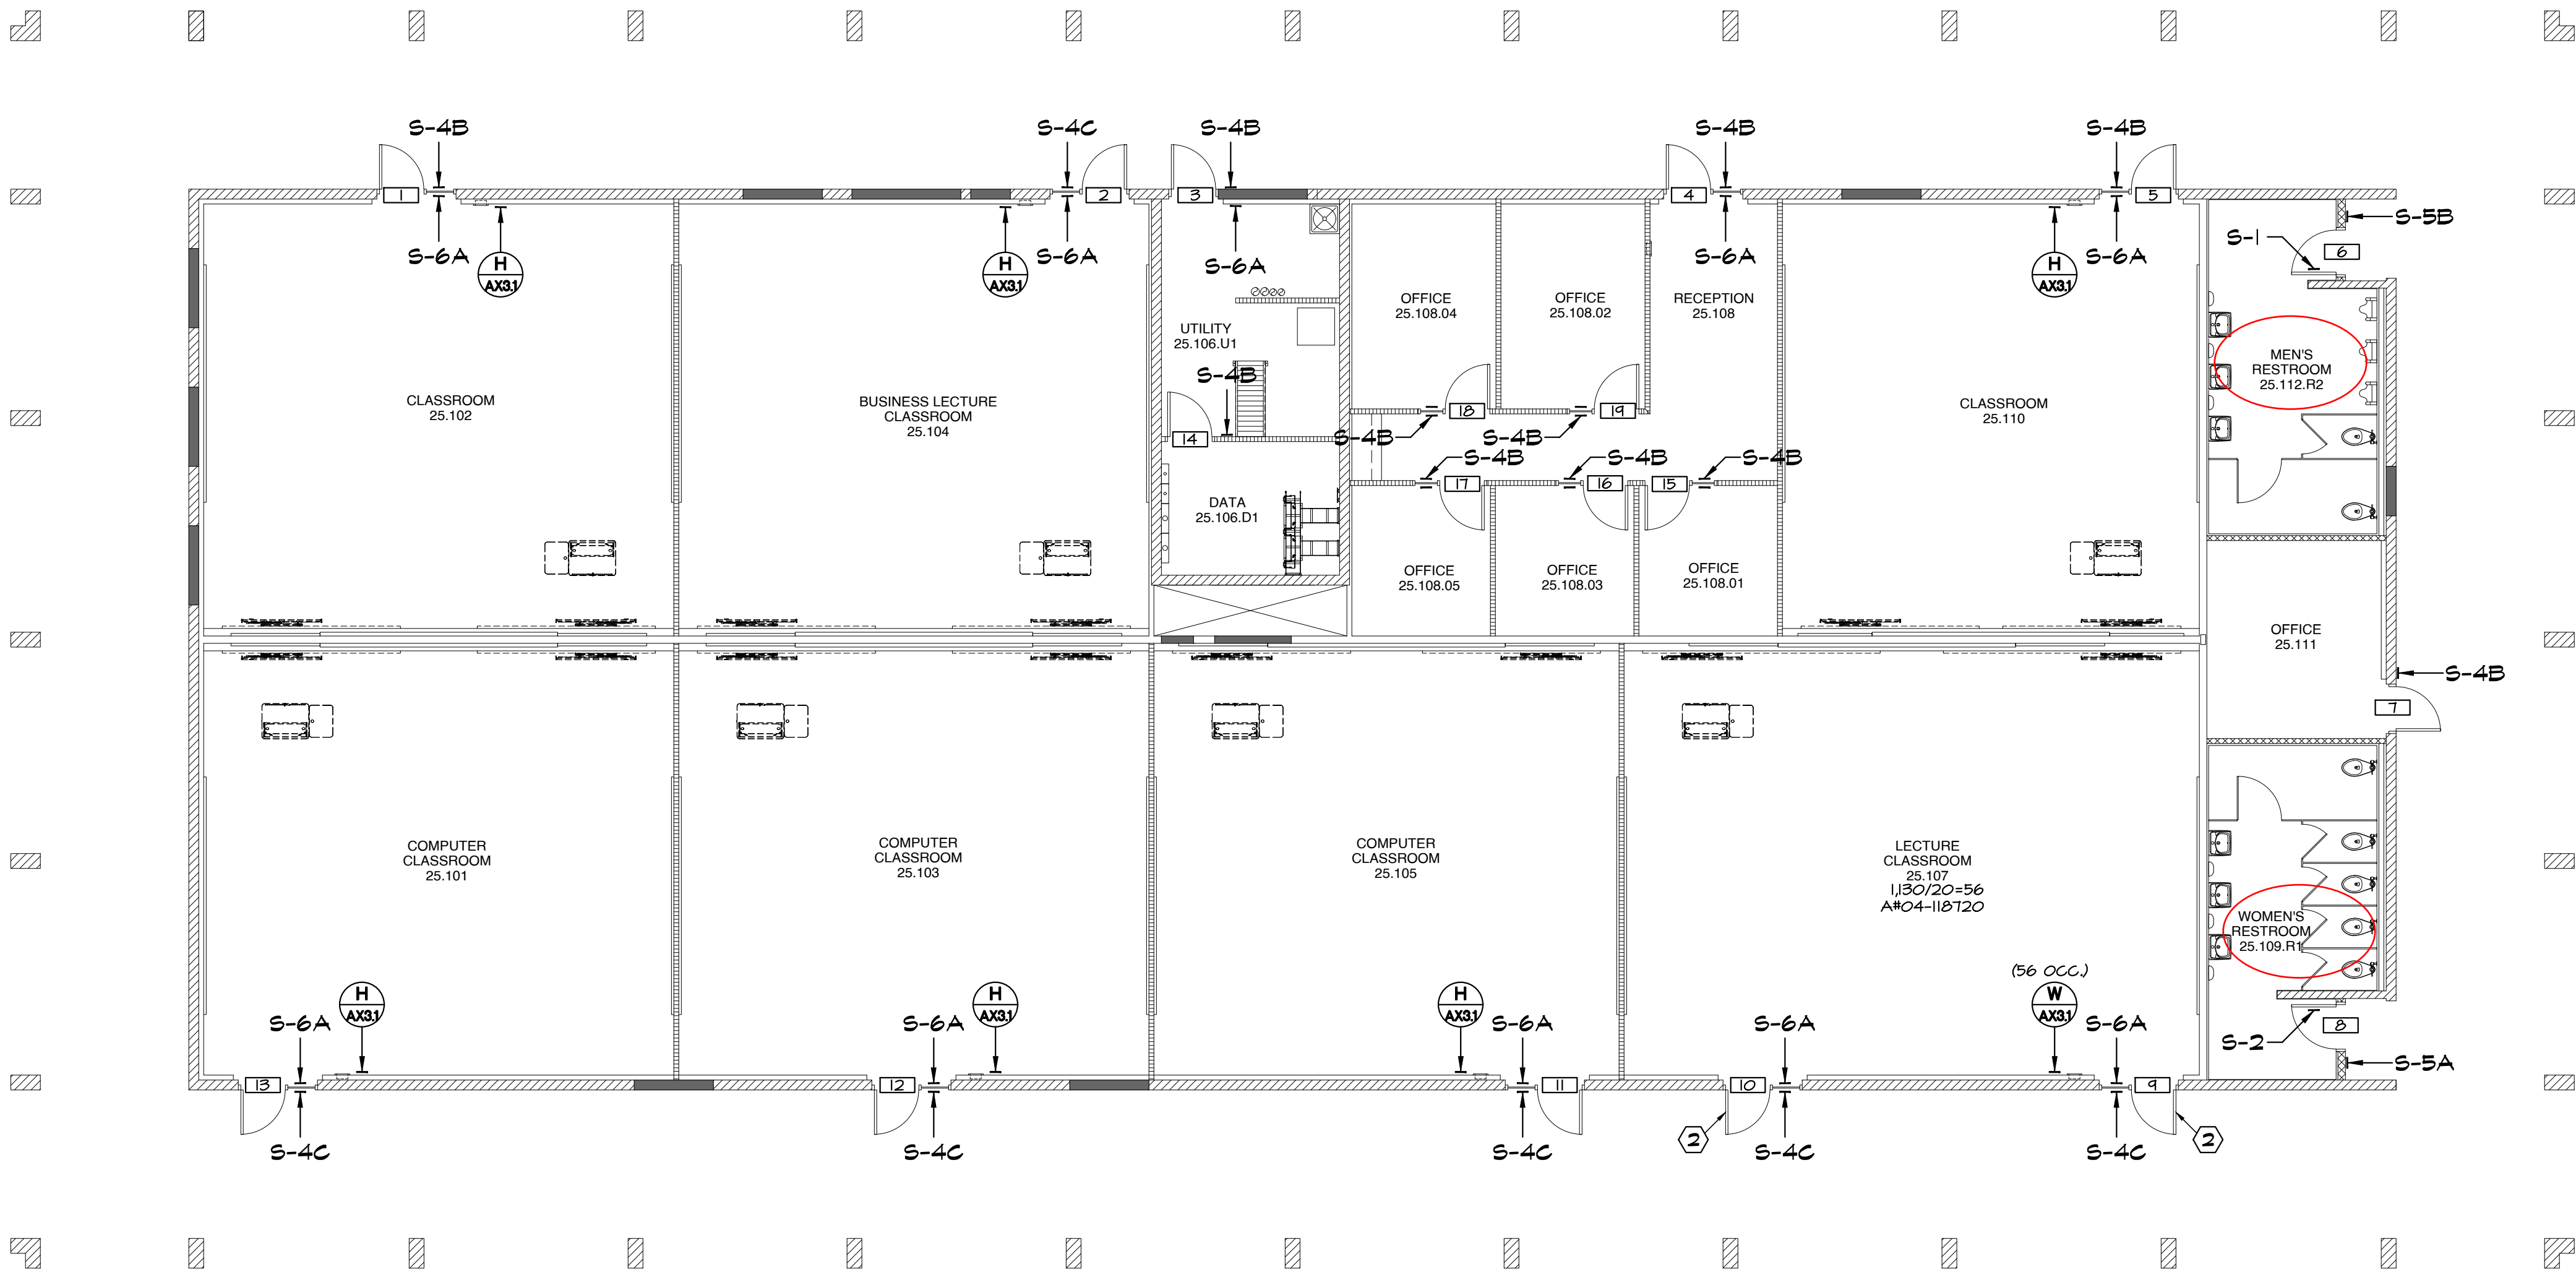 S-4B
S-4C
S-4B
S-4B
S-4B
1
2
3
4
5
S-6A
S-6A
S-6A
S-6A
S-6A
H
AX3.1
H
AX3.1
H
AX3.1
S-5B
S-1
6
CLASSROOM
25.102
BUSINESS LECTURE
CLASSROOM
25.104
UTILITY
25.106.U1
S-4B
14
DATA
25.106.D1
OFFICE
25.108.04
OFFICE
25.108.02
RECEPTION
25.108
18
19
S-4B
S-4B
S-4B
S-4B
S-4B
17
16
15
OFFICE
25.108.05
OFFICE
25.108.03
OFFICE
25.108.01
CLASSROOM
25.110
MEN'S
RESTROOM
25.112.R2
OFFICE
25.111
S-4B
7
COMPUTER
CLASSROOM
25.101
COMPUTER
CLASSROOM
25.103
COMPUTER
CLASSROOM
25.105
LECTURE
CLASSROOM
25.107
1,130/20=56
A#04-118720
WOMEN'S
RESTROOM
25.109.R1
(56 OCC.)
H
AX3.1
H
AX3.1
H
AX3.1
W
AX3.1
S-6A
S-6A
S-6A
S-6A
S-6A
8
S-2
S-5A
13
12
11
10
9
2
2
S-4C
S-4C
S-4C
S-4C
S-4C